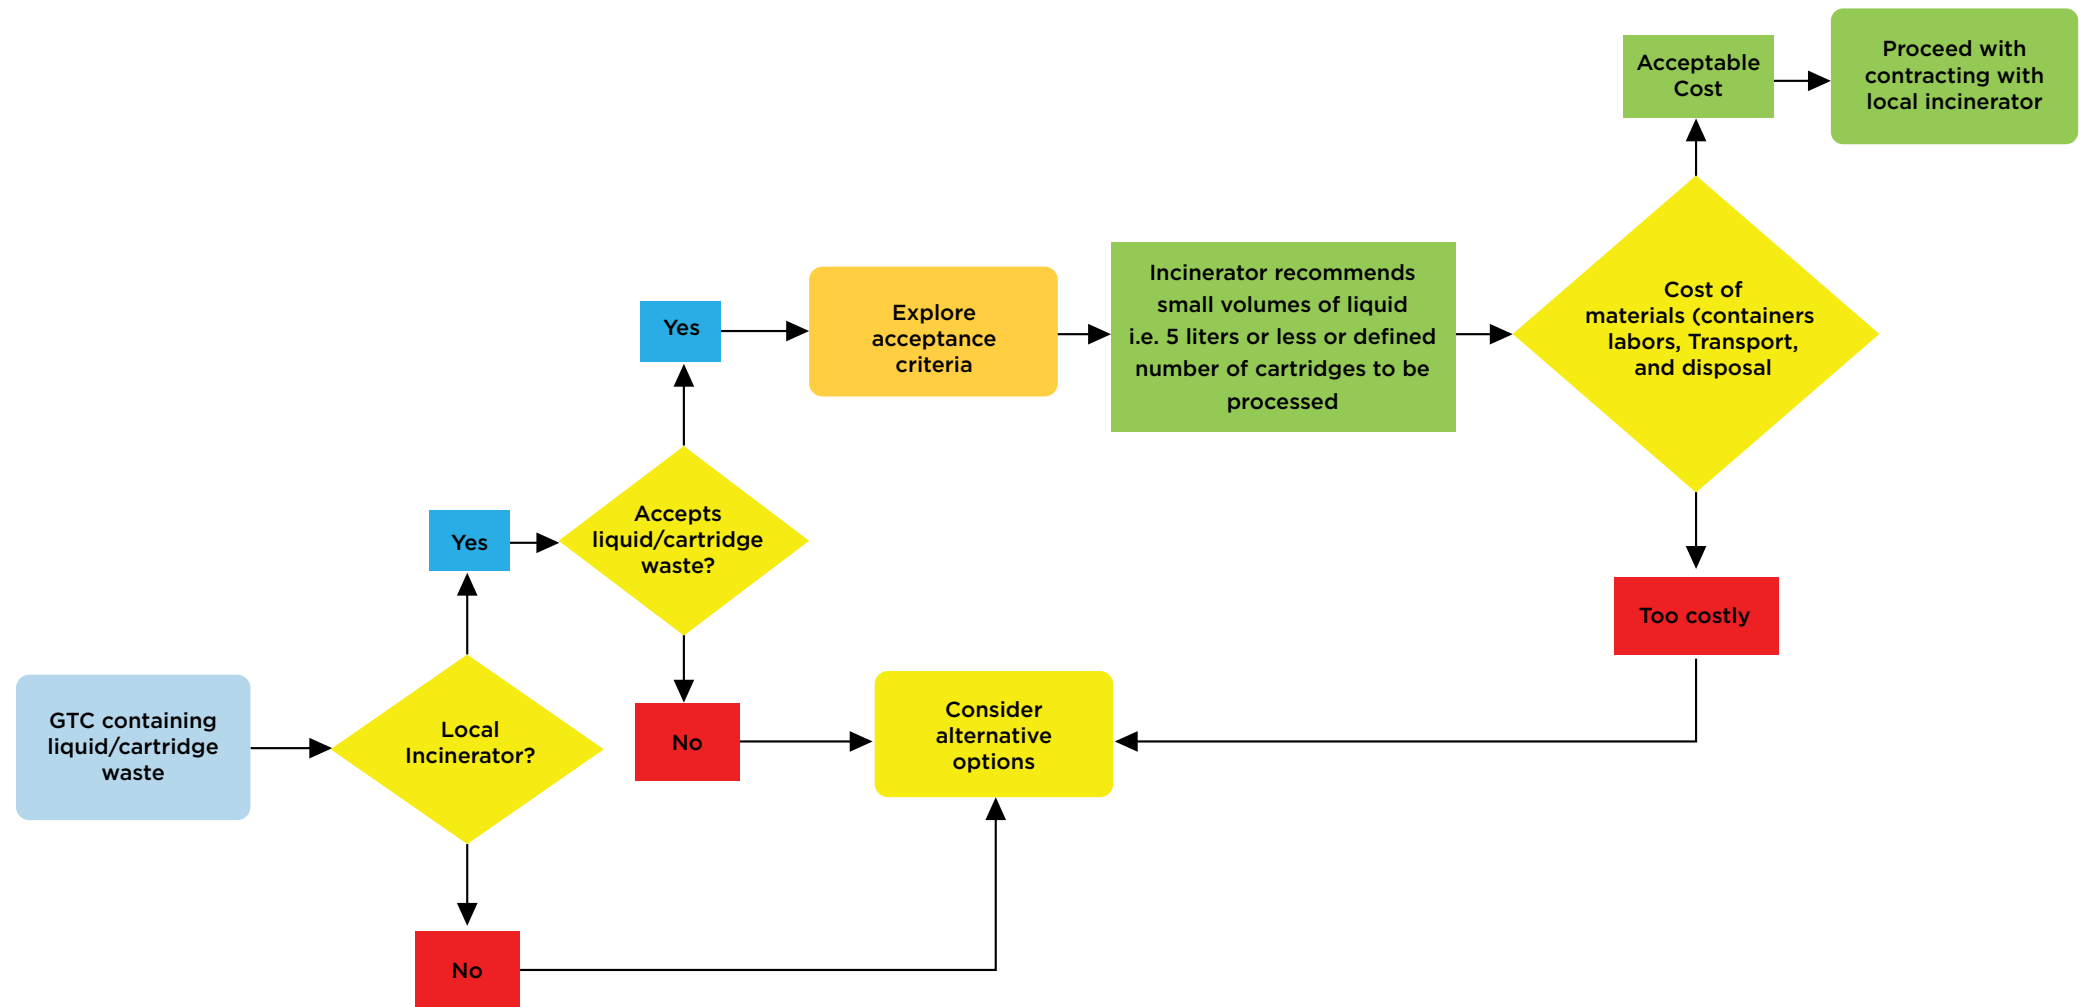 GTC containing
liquid/cartridge
waste
Local
Incinerator?
Yes
No
Accepts
liquid/cartridge
waste?
Yes
No
Explore
acceptance
criteria
Incinerator recommends
small volumes of liquid
i.e. 5 liters or less or defined
number of cartridges to be
processed
Cost of
materials (containers
labors, Transport,
and disposal
Acceptable
Cost
Proceed with
contracting with
local incinerator
Too costly
Consider
alternative
options